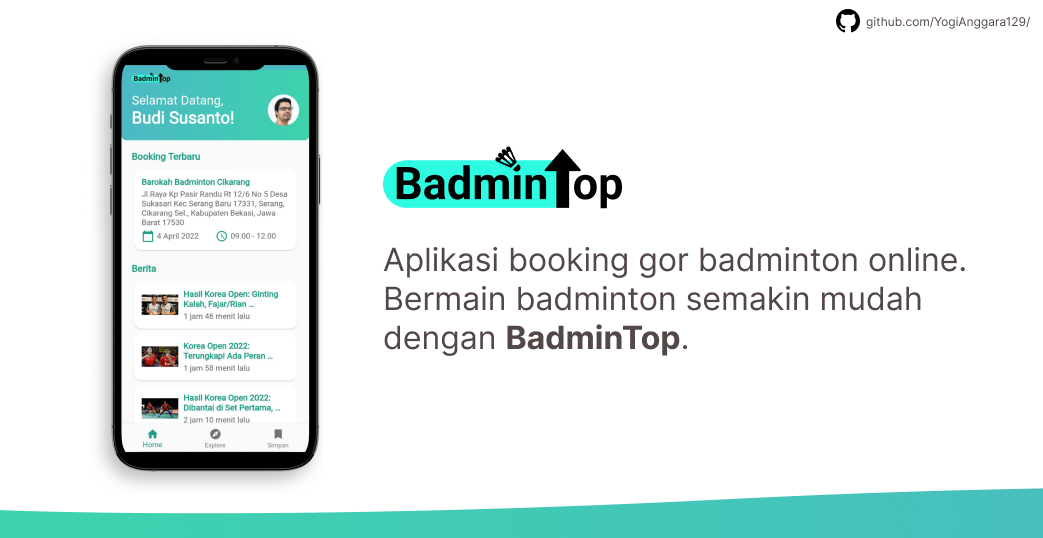 github.com/YogiAnggara129/
BadminTop
Selamat Datang,
Budi Susanto!
Booking Terbaru
Barokah Badminton Cikarang
Jl.Raya Kp Pasir Randu Rt 12/6 No 5 Desa
Sukasari Kec Serang Baru 17331, Serang,
Cikarang Sel., Kabupaten Bekasi, Jawa
Barat 17530
4 April 2022 09.00 - 12.00
Berita
Hasil Korea Open: Ginting
Kalah, Fajar/Rian ...
1 jam 46 menit lalu
Korea Open 2022:
Terungkap! Ada Peran ...
1 jam 58 menit lalu
Hasil Korea Open 2022:
Dibantai di Set Pertama, ...
2 jam 10 menit lalu
Home Explore Simpan
BadminTop
Aplikasi booking gor badminton online.
Bermain badminton semakin mudah
dengan BadminTop.